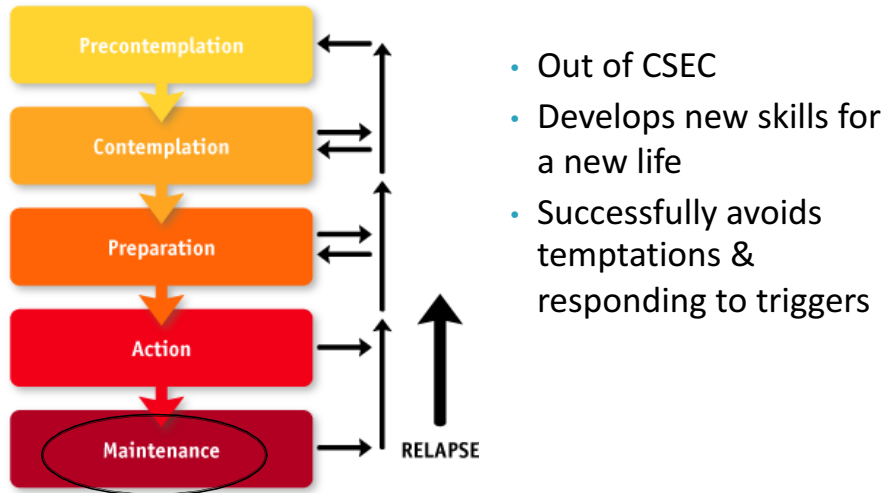 Precontemplation
Contemplation
Preparation
Action
Maintenance
RELAPSE
• Out of CSEC
• Develops new skills for
a new life
• Successfully avoids
temptations &
responding to triggers